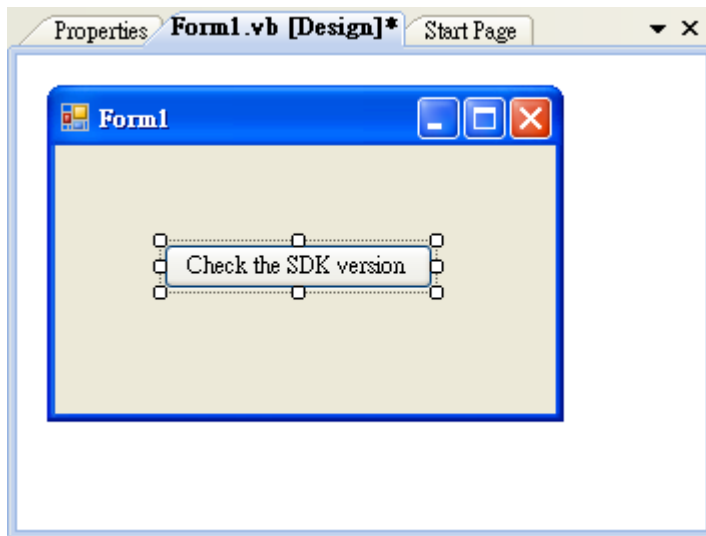 Properties Form1.vb [Design]* Start Page
Form1
Check the SDK version